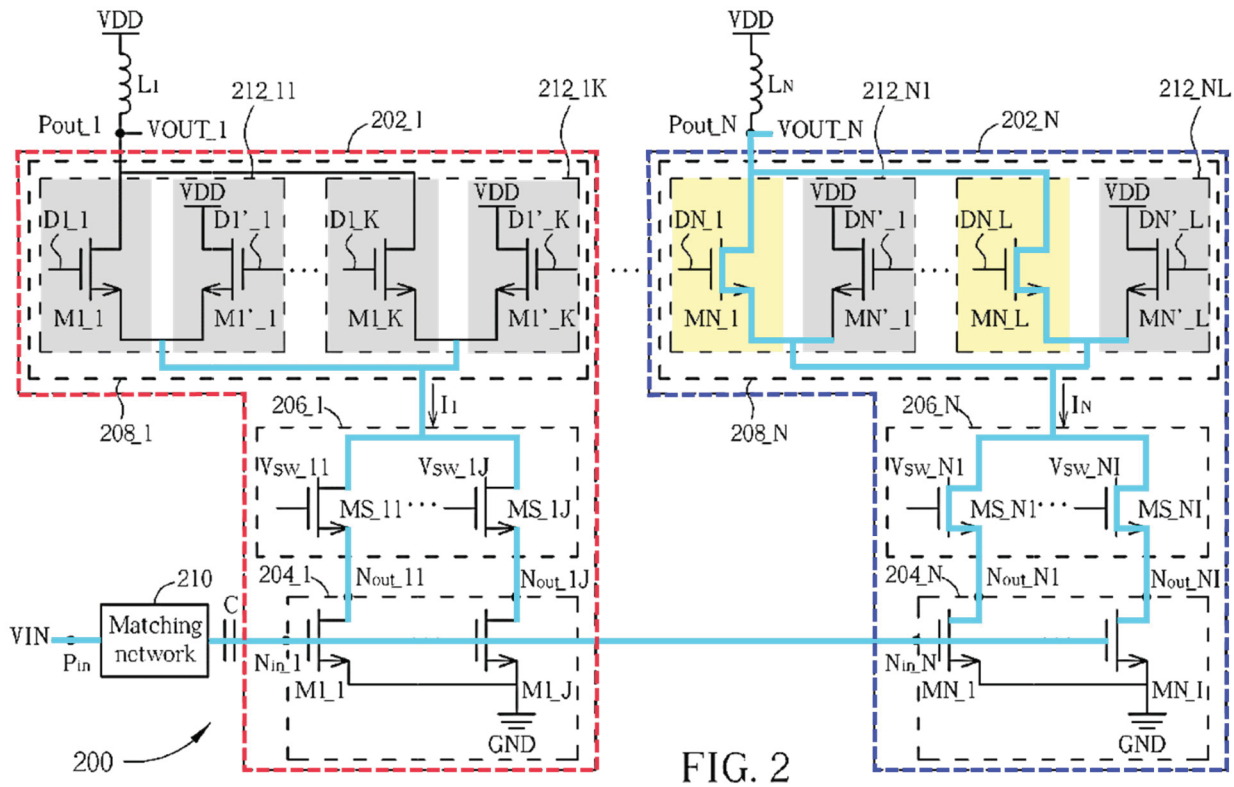 VDD VDD
L1 LN
212_11 212_1K 212_N1 212_NL
Pout_1 VOUT_1 202_1 Pout_N VOUT_N 202_N
VDD VDD VDD VDD
D1_1 D1'_1 D1_K D1'_K DN_1 DN'_1 DN_L DN'_L
M1_1 M1'_1 M1_K M1'_K MN_1 MN'_1 MN_L MN'_L
208_1 206_1 I1 208_N 206_N IN
VSW_11 VSW_1J VSW_N1 VSW_NI
MS_11 MS_1J MS_N1 MS_NI
210 204_1 Nout_11 Nout_1J 204_N Nout_N1 Nout_NI
VIN Matching C
Pin network Nin_1 Nin_N
M1_1 M1_J MN_1 MN_I
200 GND GND
FIG. 2